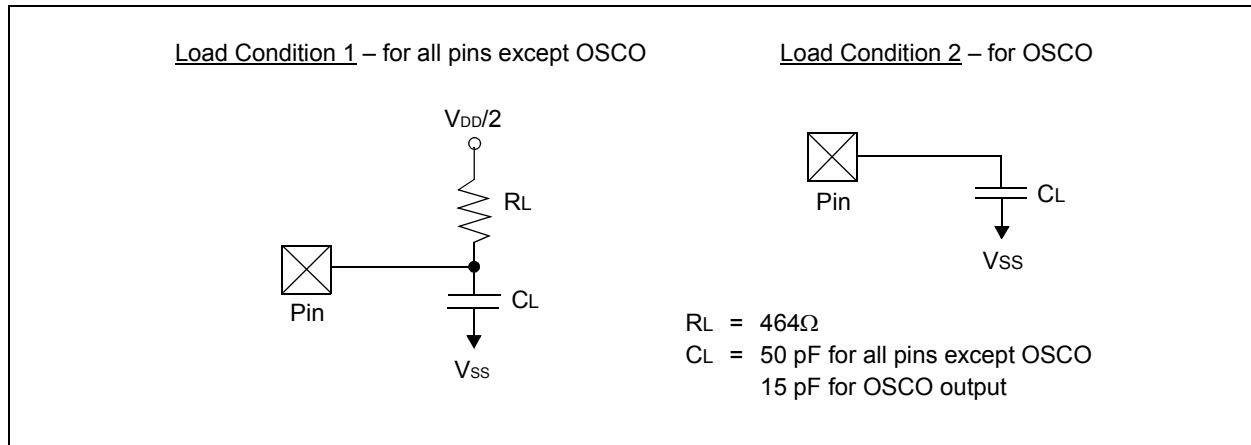 Load Condition 1 – for all pins except OSCO
VDD/2
RL
Pin
CL
VSS
Load Condition 2 – for OSCO
Pin
CL
VSS
RL = 464Ω
CL = 50 pF for all pins except OSCO
15 pF for OSCO output